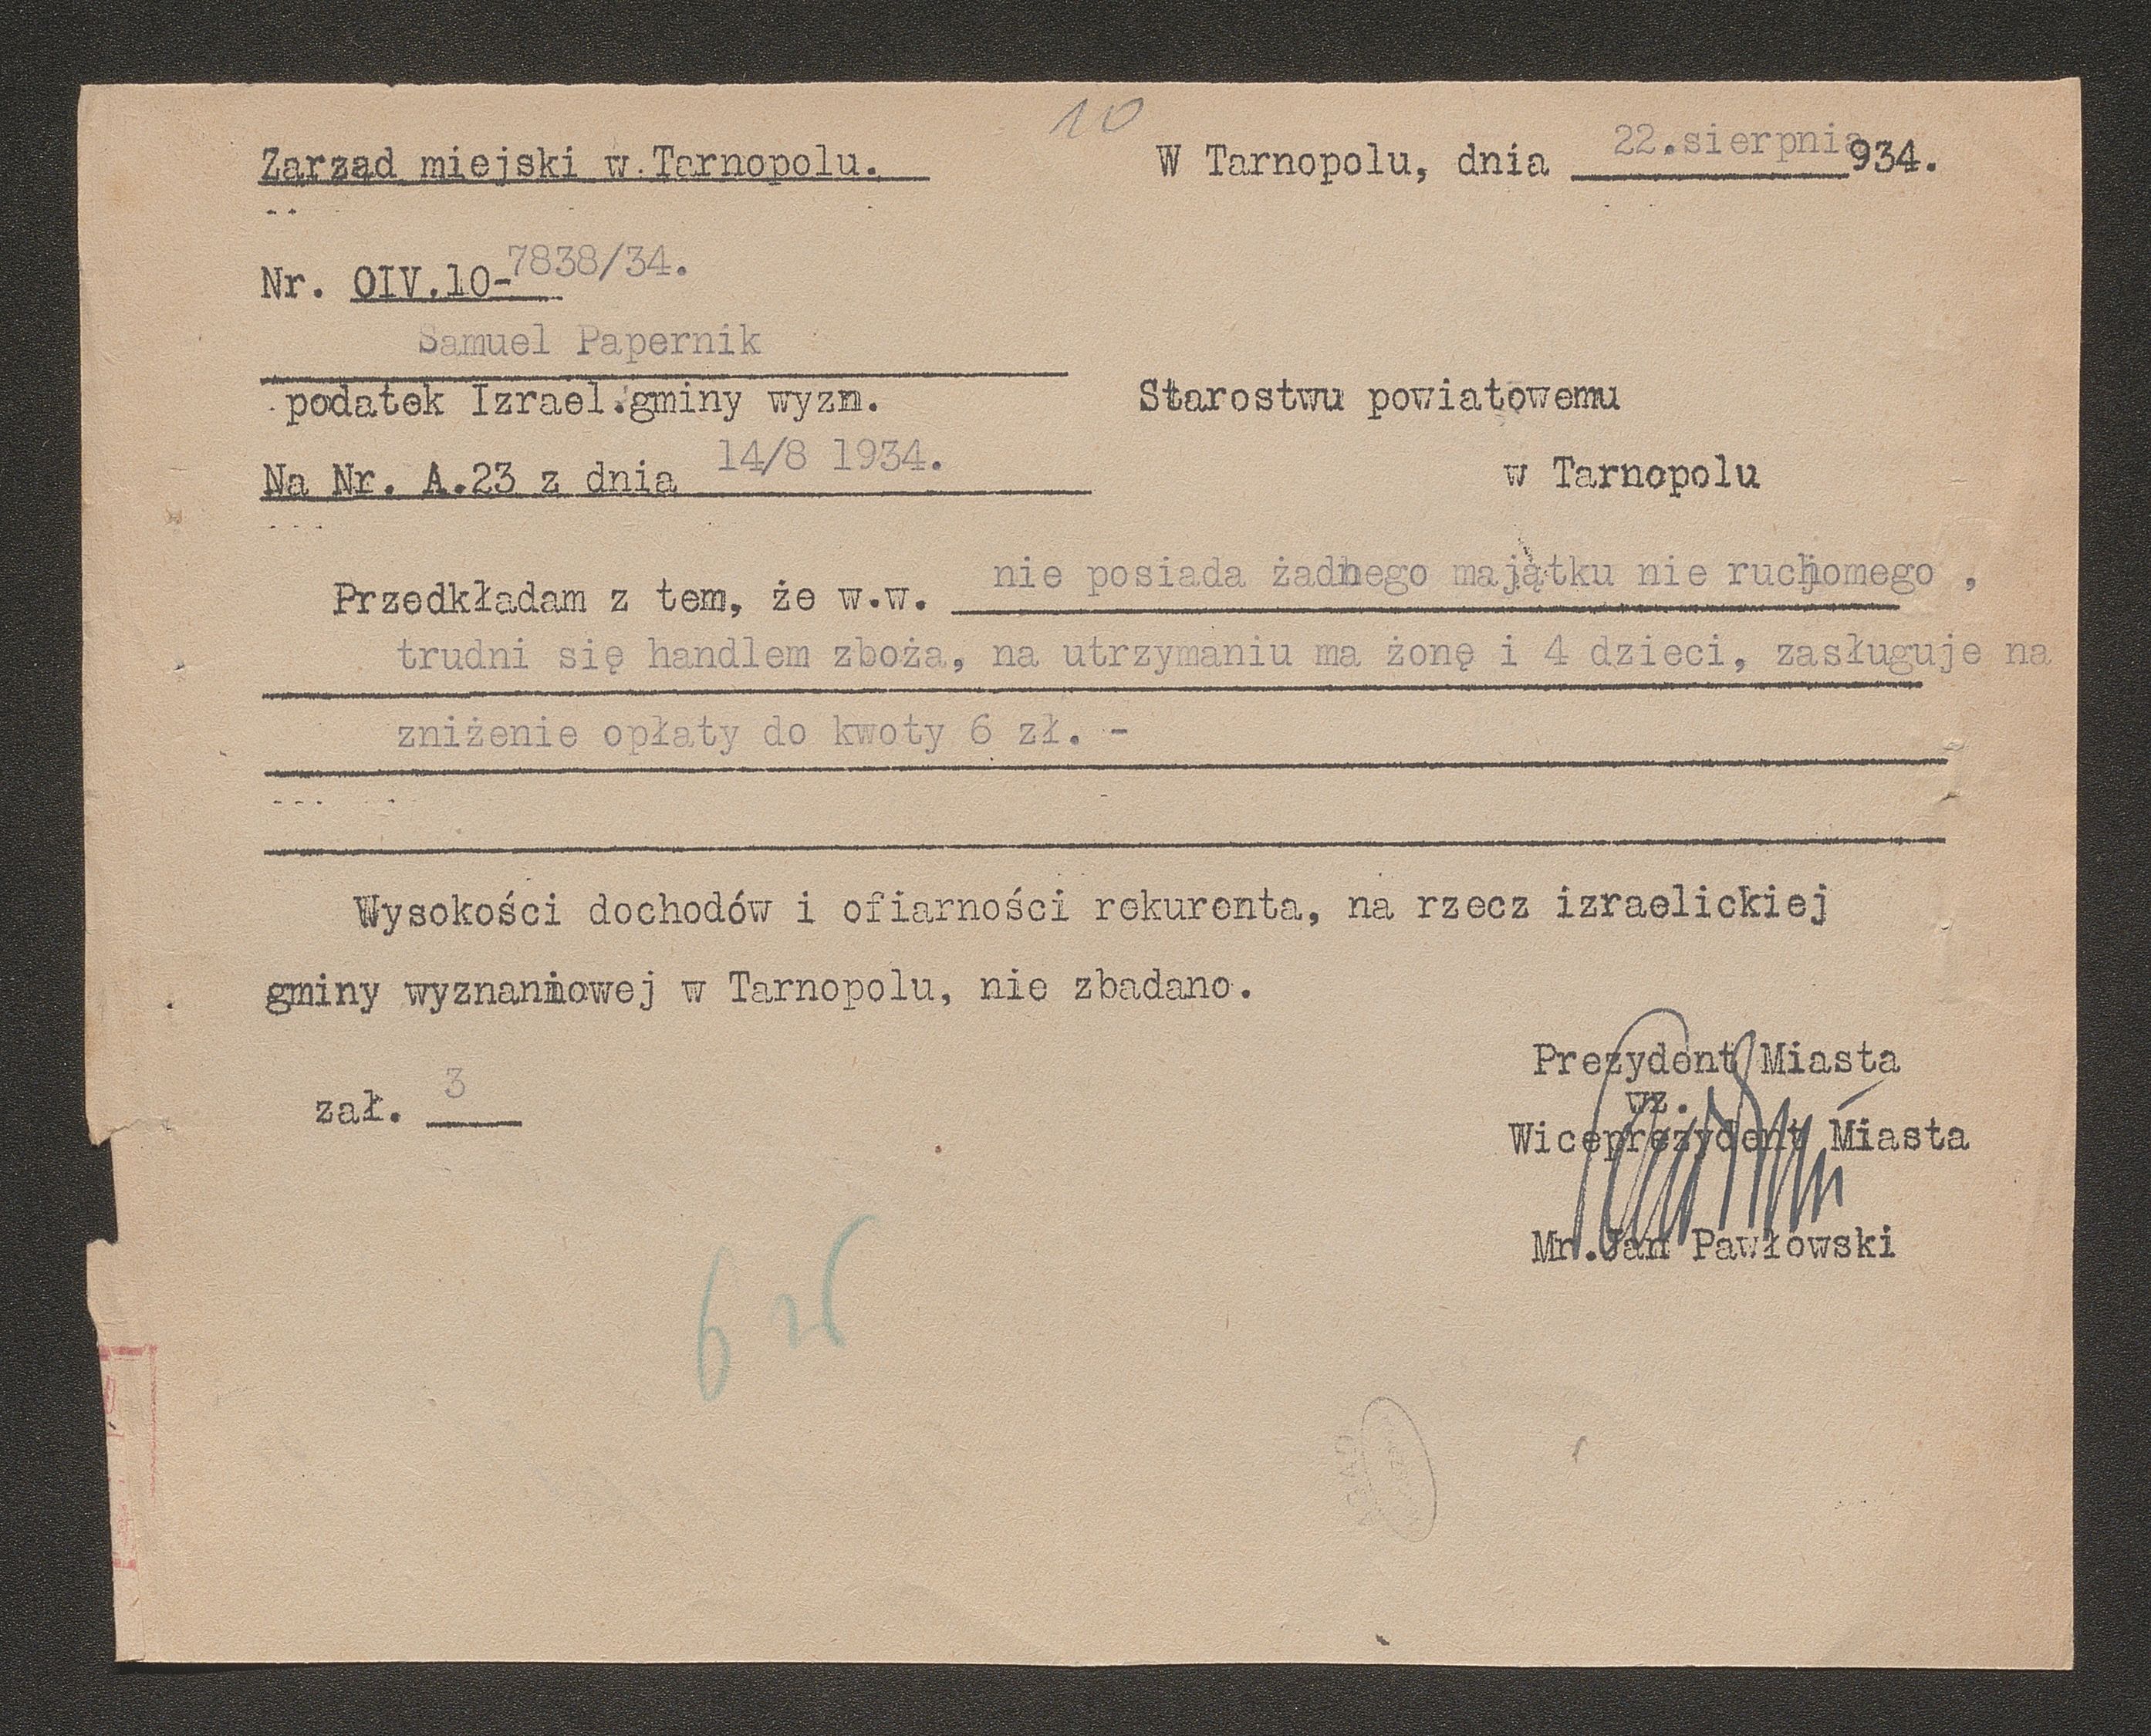 10
Zarząd miejski w Tarnopolu.
W Tarnopolu, dnia 22.sierpnia 934.
Nr. OIV.10-7838/34.
Samuel Papernik
podatek Izrael.gminy wyzn.
Starostwu powiatowemu
Na Nr. A.23 z dnia 14/8 1934.
w Tarnopolu
Przedkładam z tem, że w.w. nie posiada żadnego majątku nie ruchomego ,
trudni się handlem zboża, na utrzymaniu ma żonę i 4 dzieci, zasługuje na
zniżenie opłaty do kwoty 6 zł. -
Wysokości dochodów i ofiarności rekurenta, na rzecz izraelickiej
gminy wyznaniowej w Tarnopolu, nie zbadano.
Prezydent Miasta
wz.
zał. 3
Wiceprezydent Miasta
Mr.Jan Pawłowski
6 zł